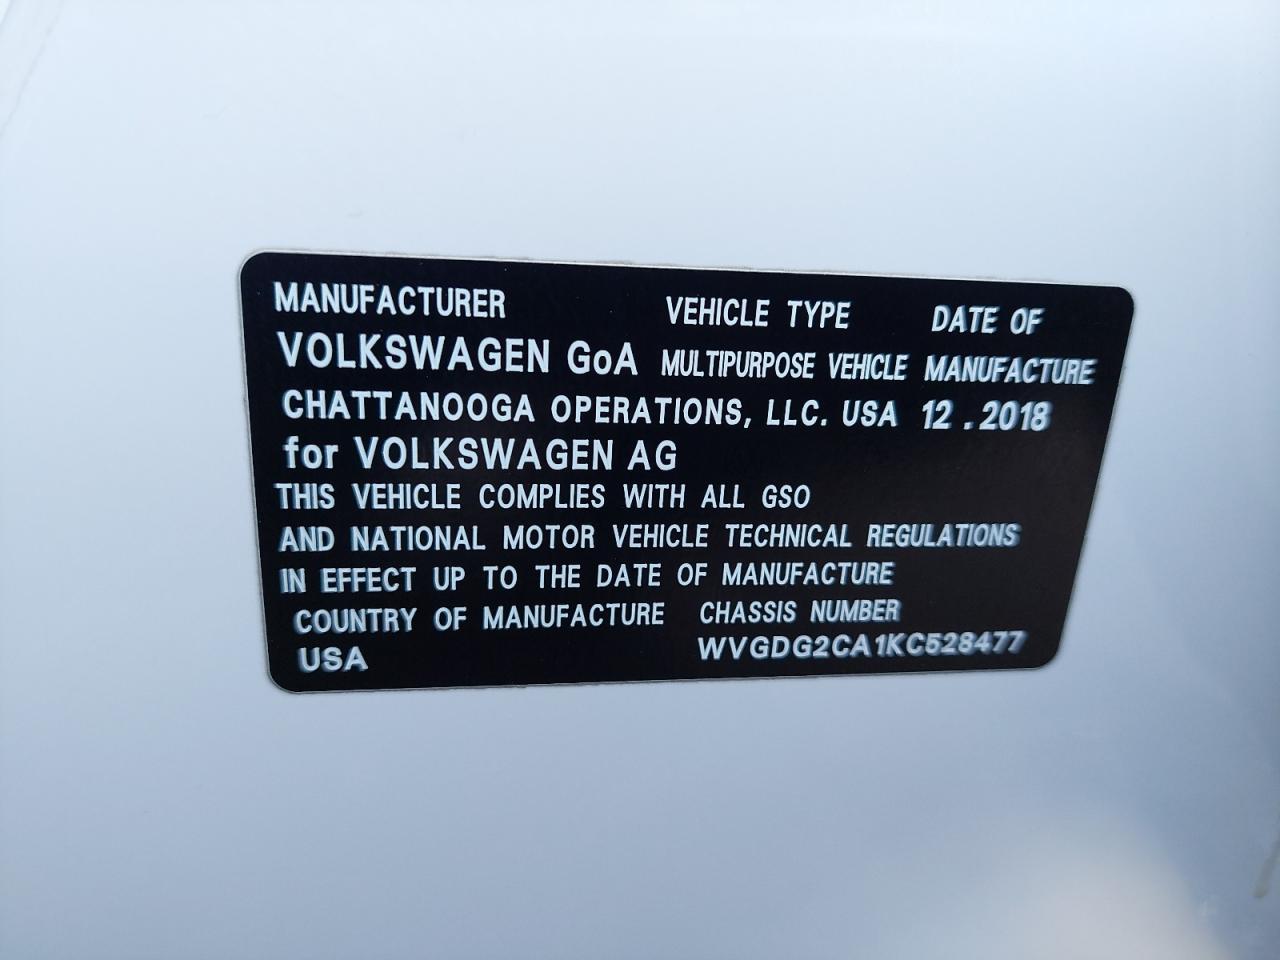 MANUFACTURER VEHICLE TYPE DATE OF
VOLKSWAGEN GoA MULTIPURPOSE VEHICLE MANUFACTURE
CHATTANOOGA OPERATIONS, LLC. USA 12 . 2018
for VOLKSWAGEN AG
THIS VEHICLE COMPLIES WITH ALL GSO
AND NATIONAL MOTOR VEHICLE TECHNICAL REGULATIONS
IN EFFECT UP TO THE DATE OF MANUFACTURE
COUNTRY OF MANUFACTURE CHASSIS NUMBER
USA WVGDG2CA1KC528477